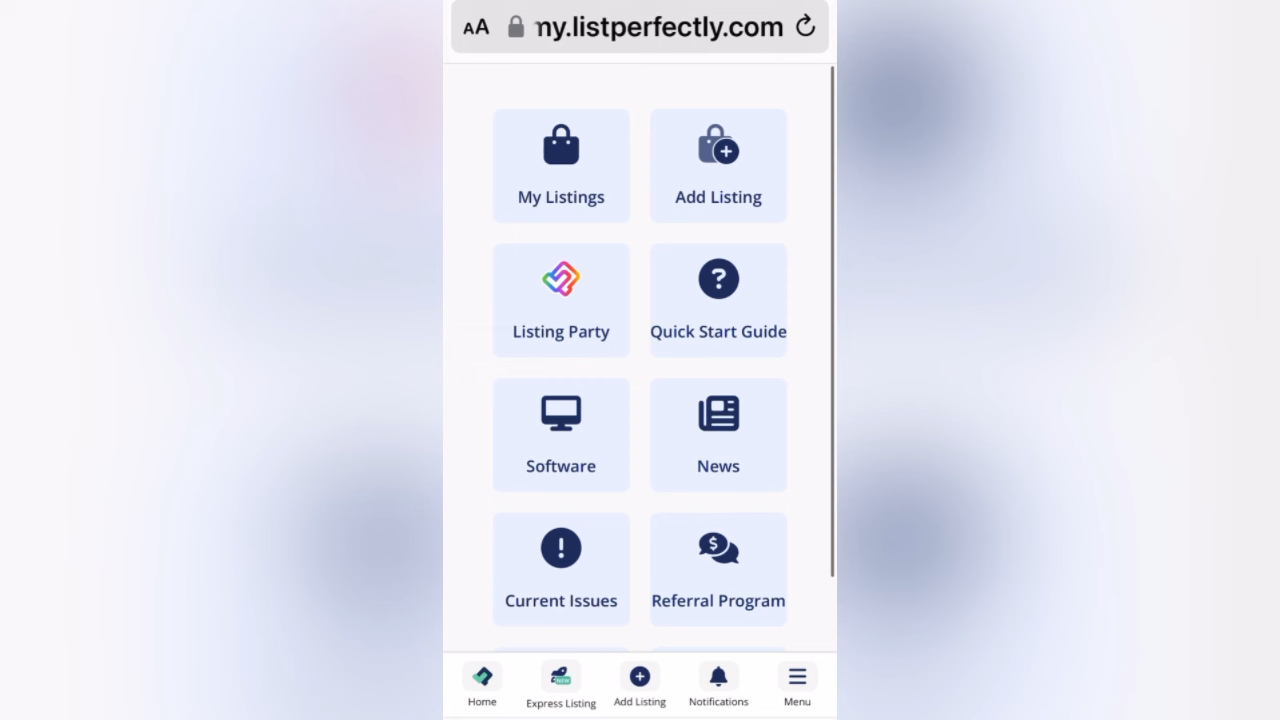 AA my.listperfectly.com
My Listings
Add Listing
Listing Party
Quick Start Guide
Software
News
Current Issues
Referral Program
NEW
Home
Express Listing
Add Listing
Notifications
Menu